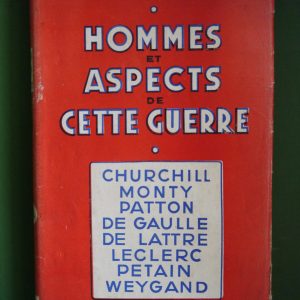 HOMMES
ET
ASPECTS
DE
CETTE GUERRE
CHURCHILL
MONTY
PATTON
DE GAULLE
DE LATTRE
LECLERC
PETAIN
WEYGAND